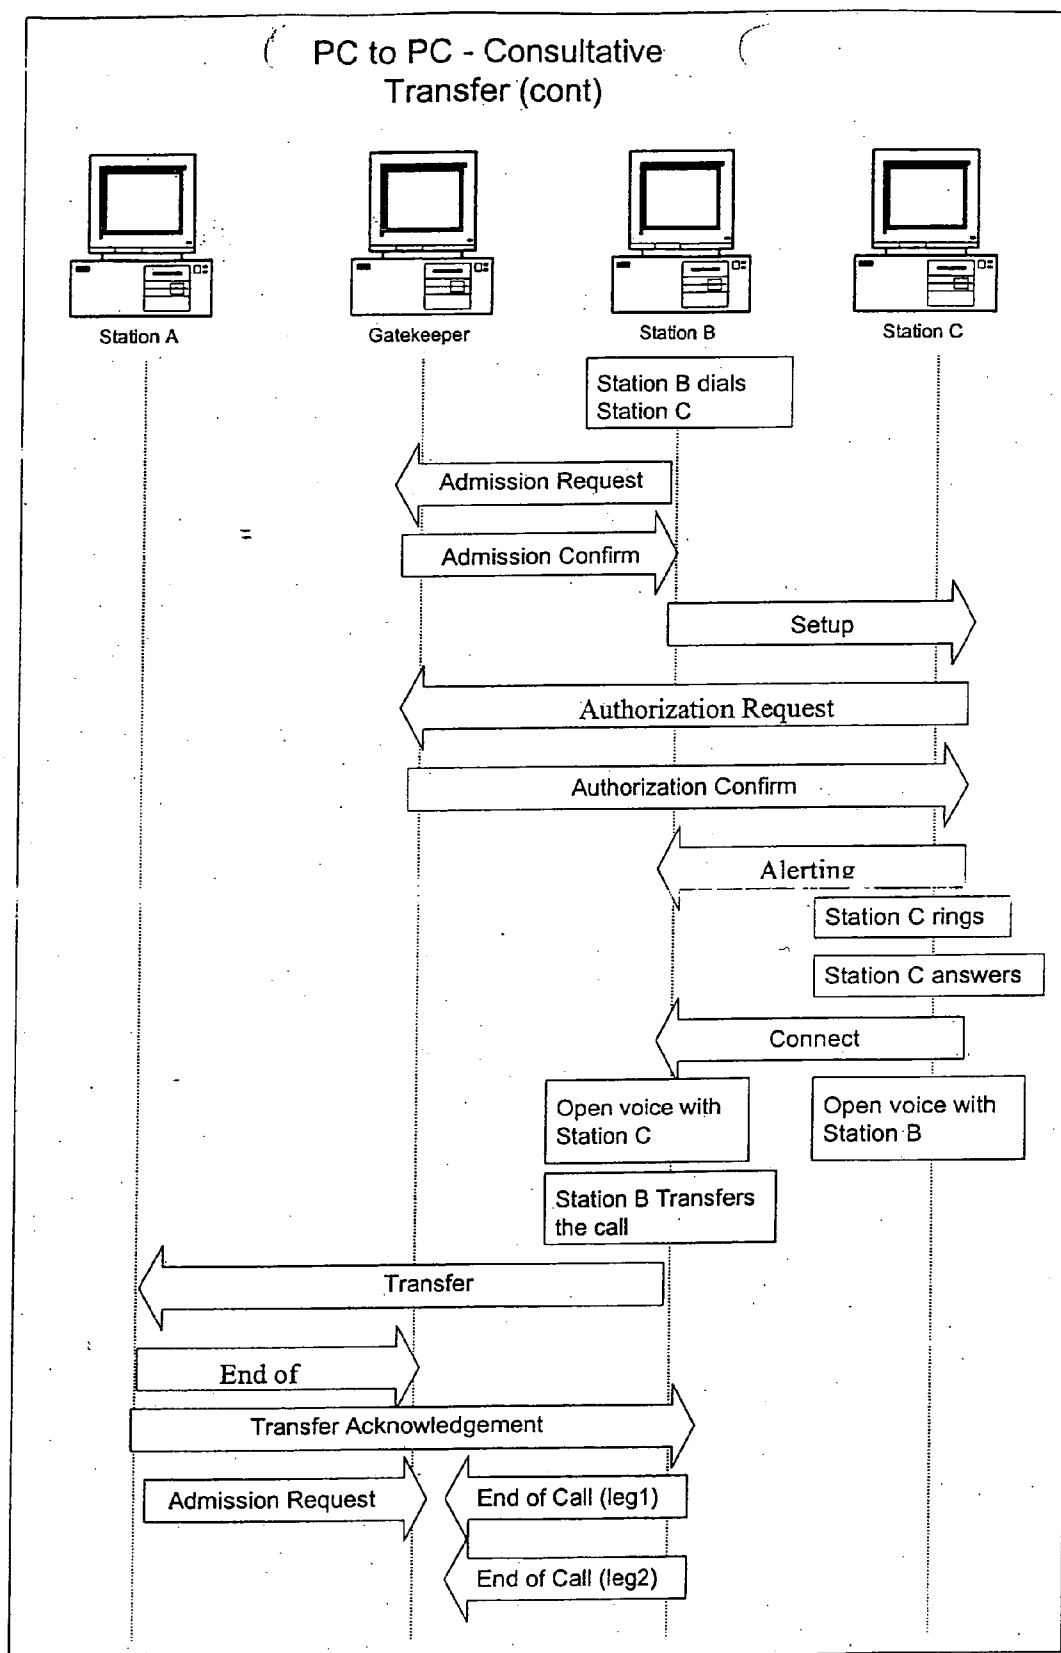 PC to PC - Consultative
Transfer (cont)
Station A
Gatekeeper
Station B
Station C
Station B dials
Station C
Admission Request
Admission Confirm
Setup
Authorization Request
Authorization Confirm
Alerting
Station C rings
Station C answers
Connect
Open voice with
Station C
Open voice with
Station B
Station B Transfers
the call
Transfer
End of
Transfer Acknowledgement
Admission Request
End of Call (leg1)
End of Call (leg2)